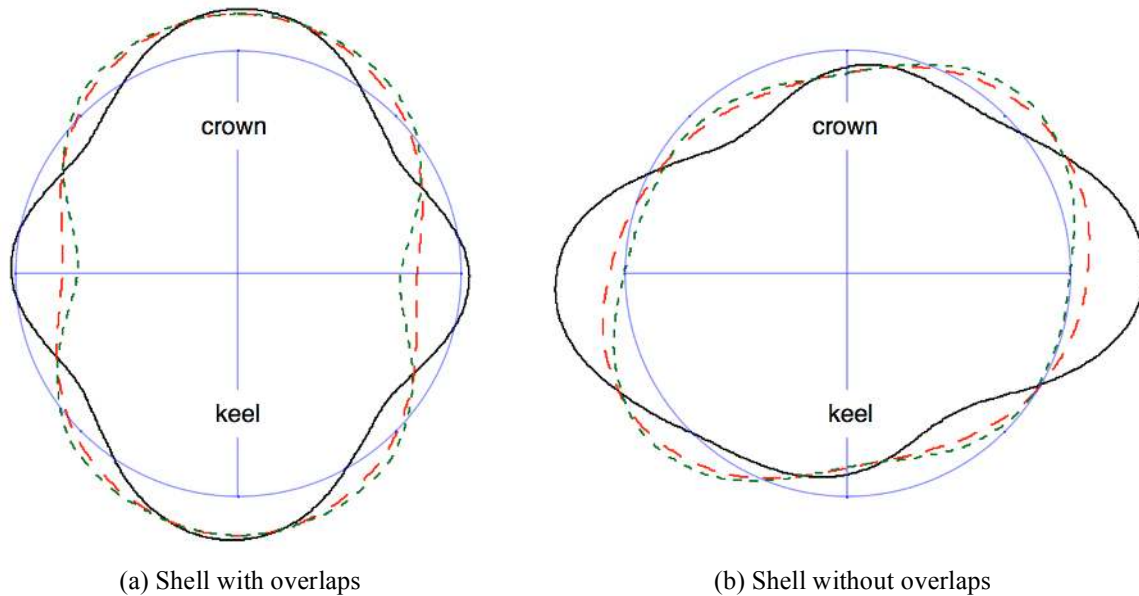 crown
keel
(a) Shell with overlaps
crown
keel
(b) Shell without overlaps